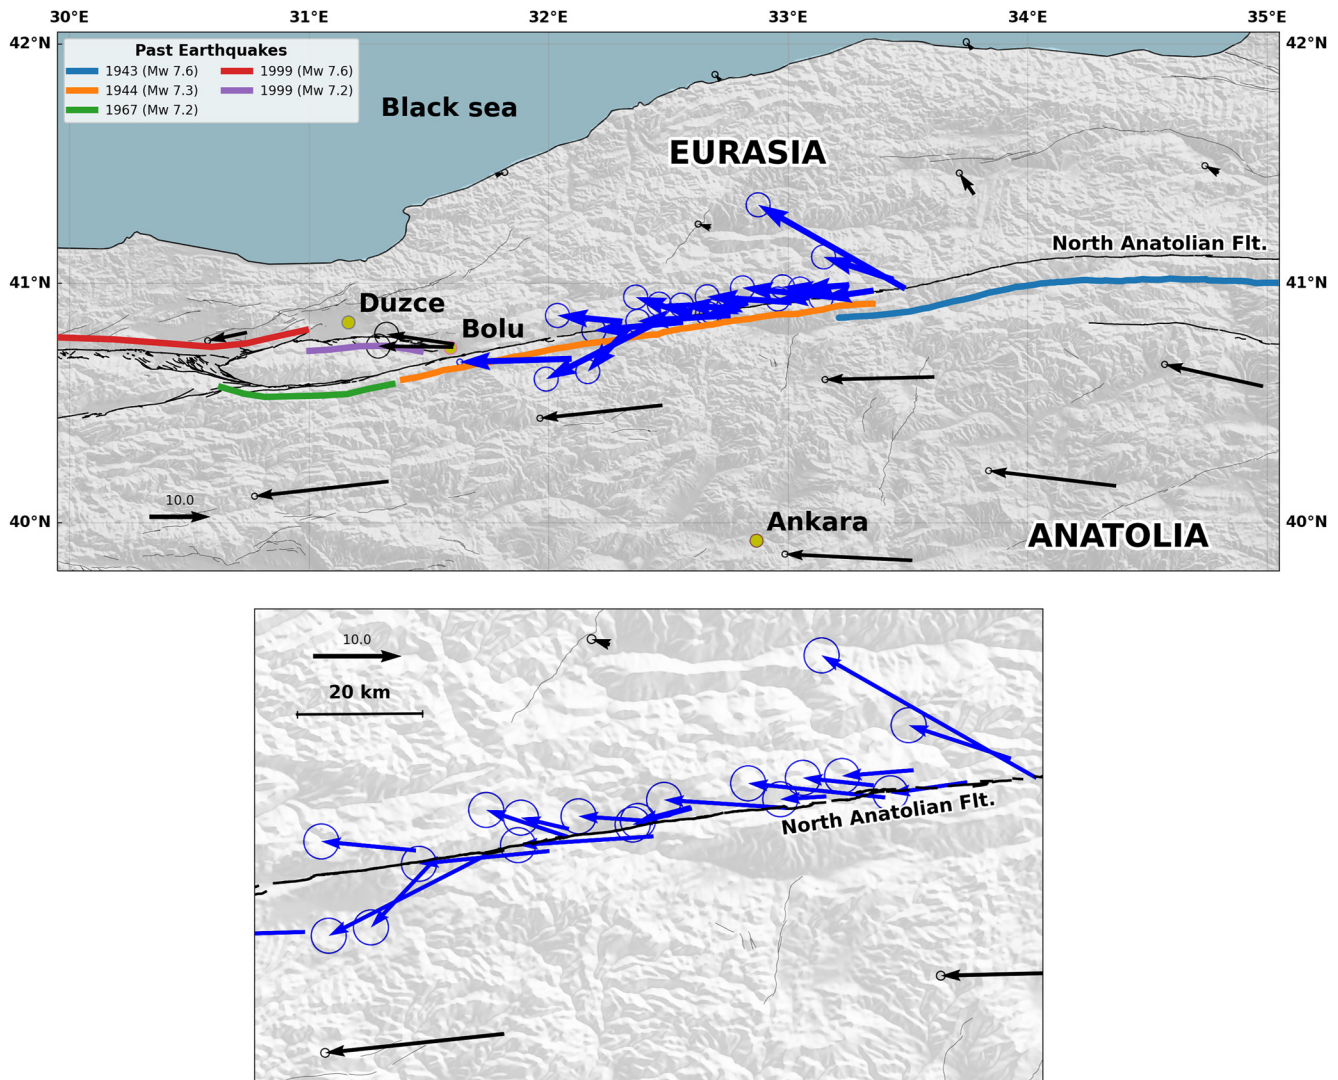 30°E 31°E 32°E 33°E 34°E 35°E
42°N 42°N
Past Earthquakes
1943 (Mw 7.6) 1999 (Mw 7.6)
1944 (Mw 7.3) 1999 (Mw 7.2)
1967 (Mw 7.2)
Black sea
EURASIA
North Anatolian Flt.
41°N 41°N
Duzce
Bolu
10.0
40°N 40°N
Ankara
ANATOLIA
10.0
20 km
North Anatolian Flt.